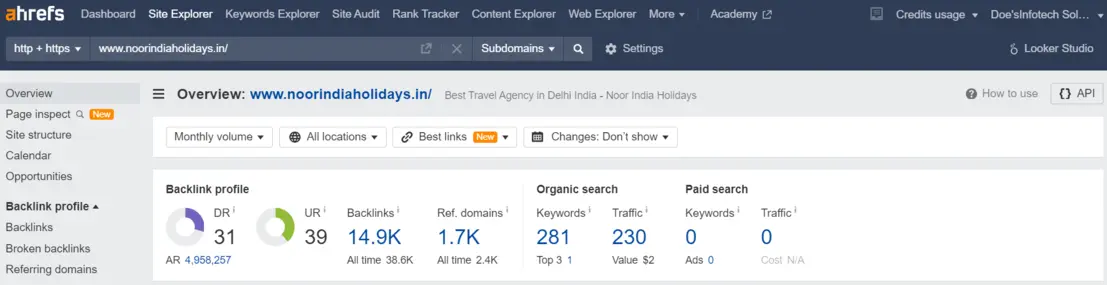 ahrefs Dashboard Site Explorer Keywords Explorer Site Audit Rank Tracker Content Explorer Web Explorer More Academy Credits usage Doe'sInfotech Sol...
http + https www.noorindiaholidays.in/ Subdomains Settings Looker Studio
Overview
Page inspect New
Site structure
Calendar
Opportunities
Backlink profile
Backlinks
Broken backlinks
Referring domains
Overview: www.noorindiaholidays.in/ Best Travel Agency in Delhi India - Noor India Holidays How to use {} API
Monthly volume All locations Best links New Changes: Don't show
Backlink profile Organic search Paid search
DR i UR i Backlinks i Ref. domains i Keywords i Traffic i Keywords i Traffic i
31 39 14.9K 1.7K 281 230 0 0
AR 4,958,257 All time 38.6K All time 2.4K Top 3 1 Value $2 Ads 0 Cost N/A